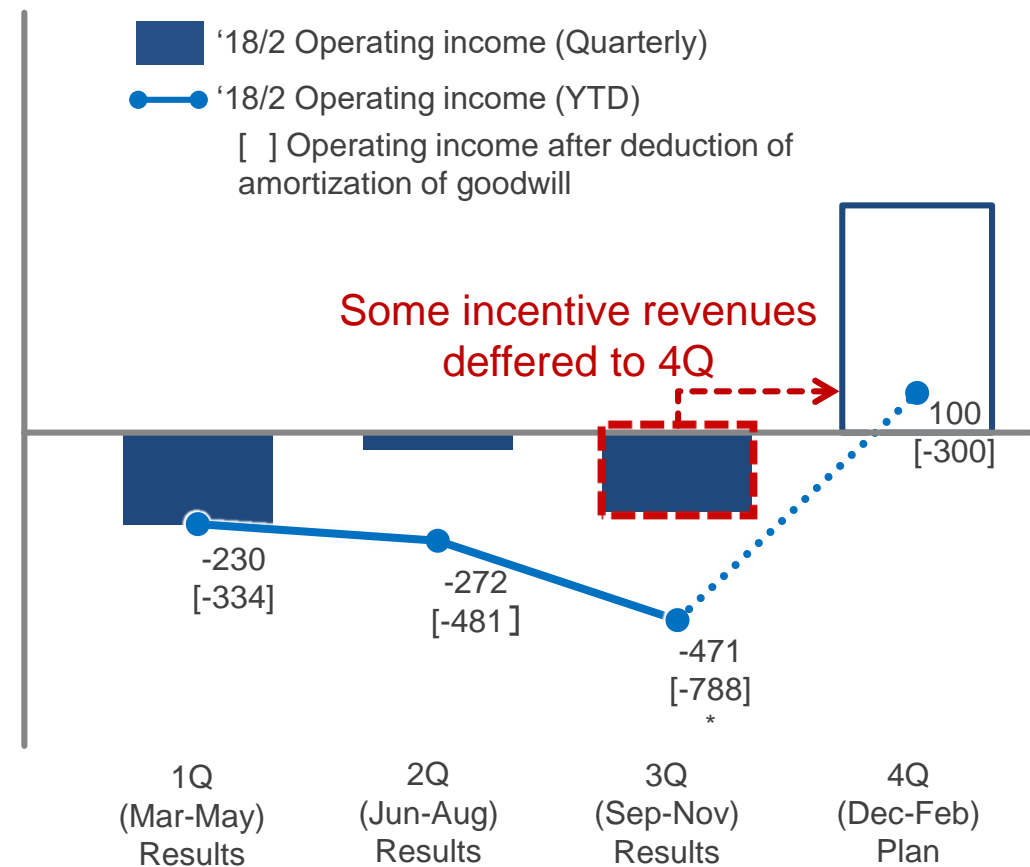 ‘18/2 Operating income (Quarterly)
‘18/2 Operating income (YTD)
[ ] Operating income after deduction of
amortization of goodwill
Some incentive revenues
deffered to 4Q
100
[-300]
-230
[-334]
-272
[-481]
-471
[-788]
*
1Q
(Mar-May)
Results
2Q
(Jun-Aug)
Results
3Q
(Sep-Nov)
Results
4Q
(Dec-Feb)
Plan